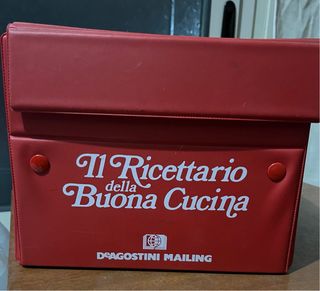 Il Ricettario
della
Buona Cucina
DeAGOSTINI MAILING